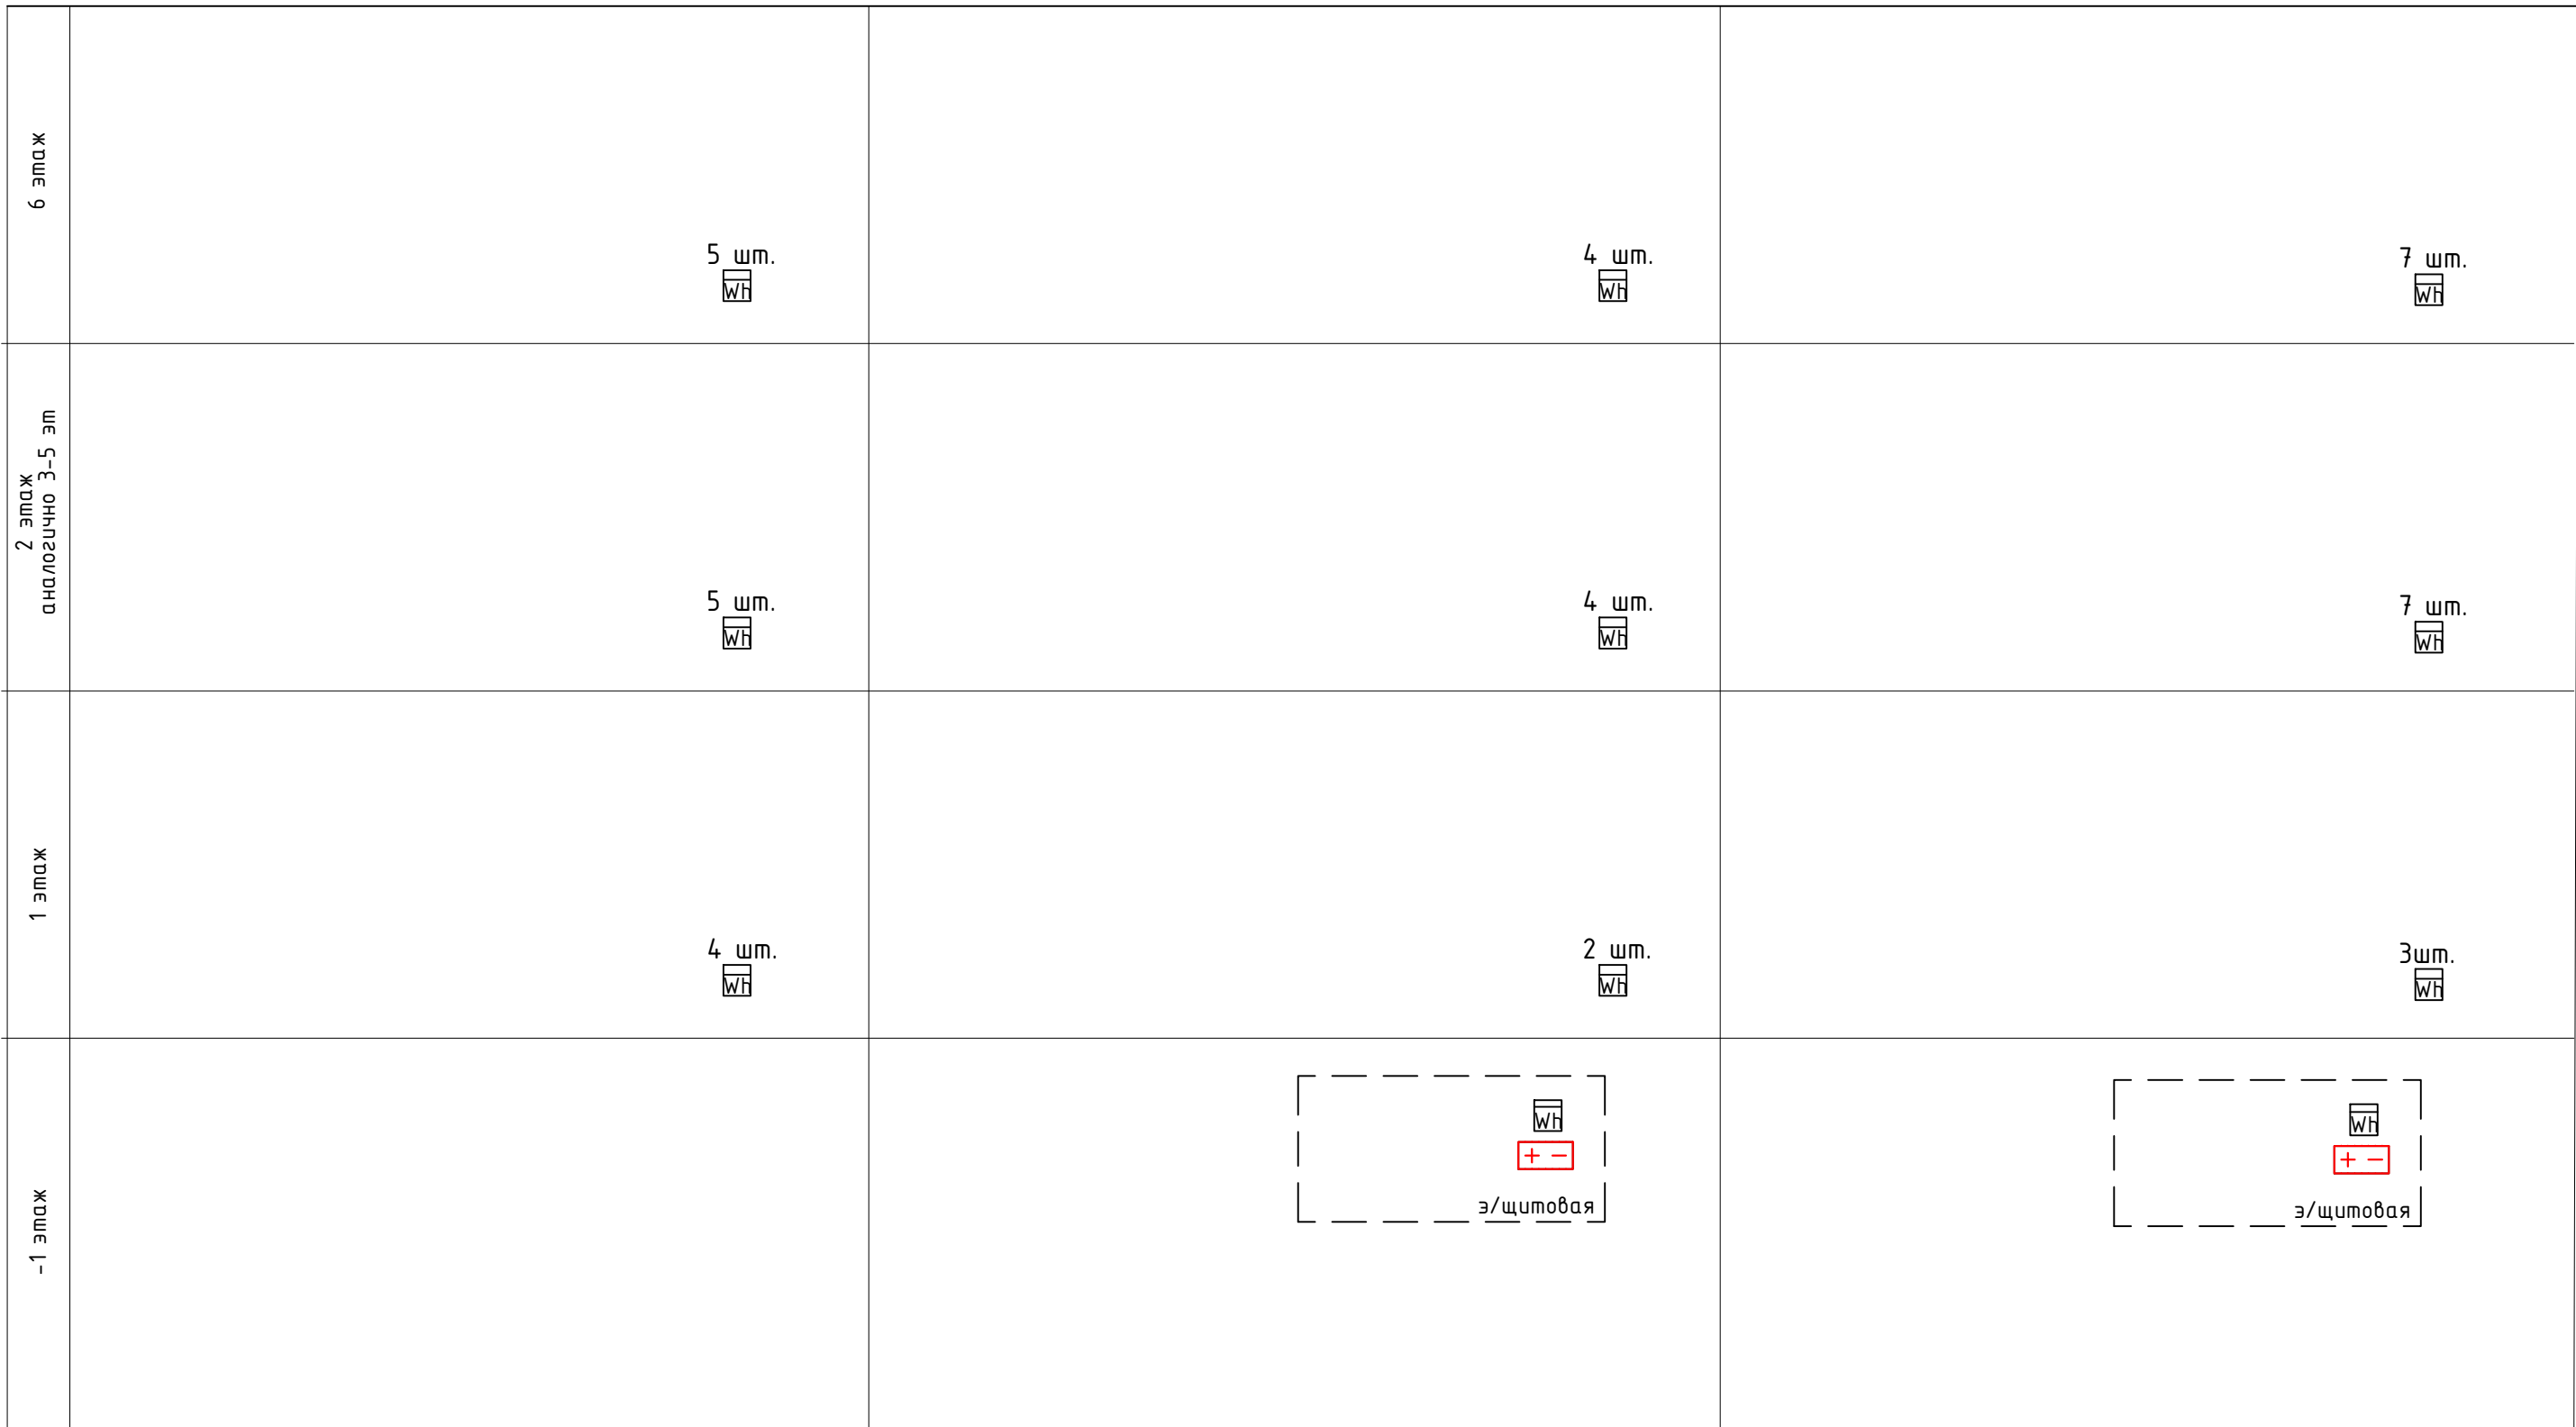 6 этаж
5 шт.
Wh
4 шт.
Wh
7 шт.
Wh
2 этаж
аналогично 3-5 эт
5 шт.
Wh
4 шт.
Wh
7 шт.
Wh
1 этаж
4 шт.
Wh
2 шт.
Wh
3шт.
Wh
-1 этаж
Wh
+ -
э/щитовая
Wh
+ -
э/щитовая